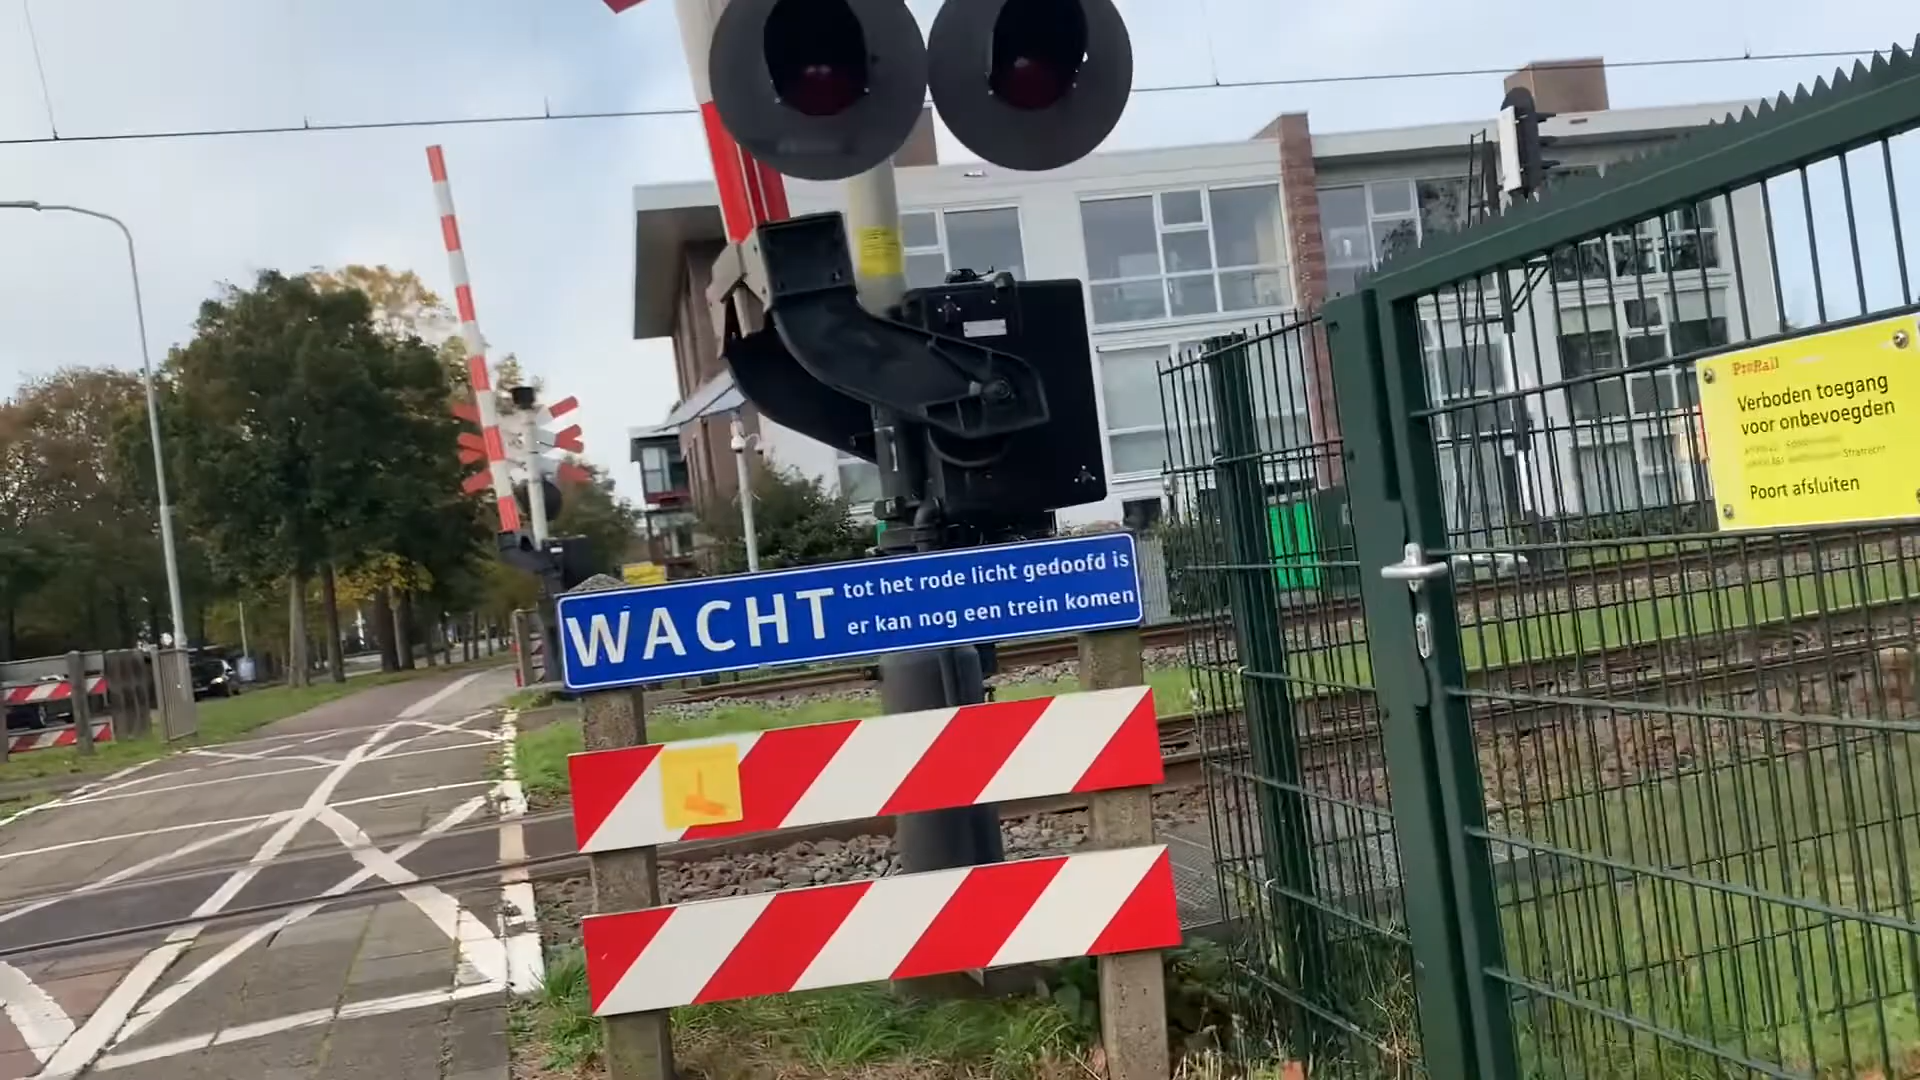 WACHT tot het rode licht gedoofd is
er kan nog een trein komen
ProRail
Verboden toegang
voor onbevoegden
Strafrecht
Poort afsluiten